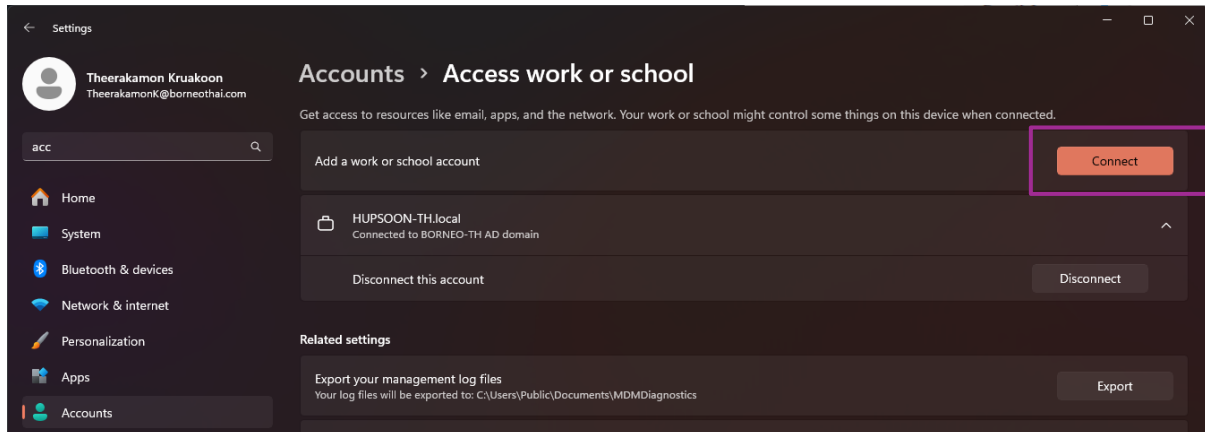 Settings
Theerakamon Kruakoon
TheerakamonK@borneothai.com
acc
Home
System
Bluetooth & devices
Network & internet
Personalization
Apps
Accounts
Accounts > Access work or school
Get access to resources like email, apps, and the network. Your work or school might control some things on this device when connected.
Add a work or school account
Connect
HUPSOON-TH.local
Connected to BORNEO-TH AD domain
Disconnect this account
Disconnect
Related settings
Export your management log files
Your log files will be exported to: C:\Users\Public\Documents\MDMDiagnostics
Export